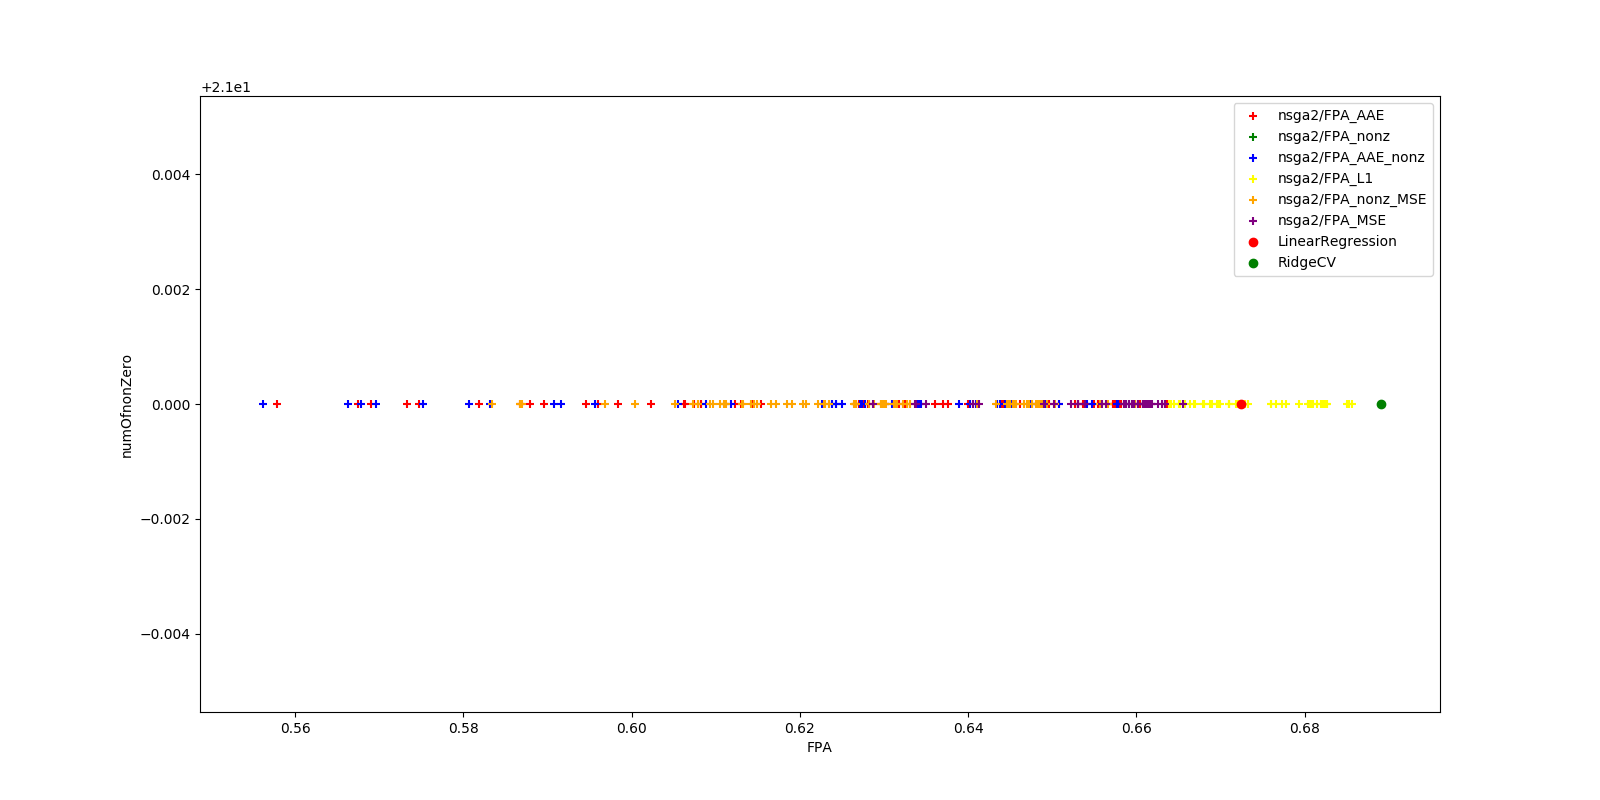 +2.1e1
0.004
0.002
0.000
−0.002
−0.004
numOfnonZero
0.56
0.58
0.60
0.62
0.64
0.66
0.68
FPA
nsga2/FPA_AAE
nsga2/FPA_nonz
nsga2/FPA_AAE_nonz
nsga2/FPA_L1
nsga2/FPA_nonz_MSE
nsga2/FPA_MSE
LinearRegression
RidgeCV